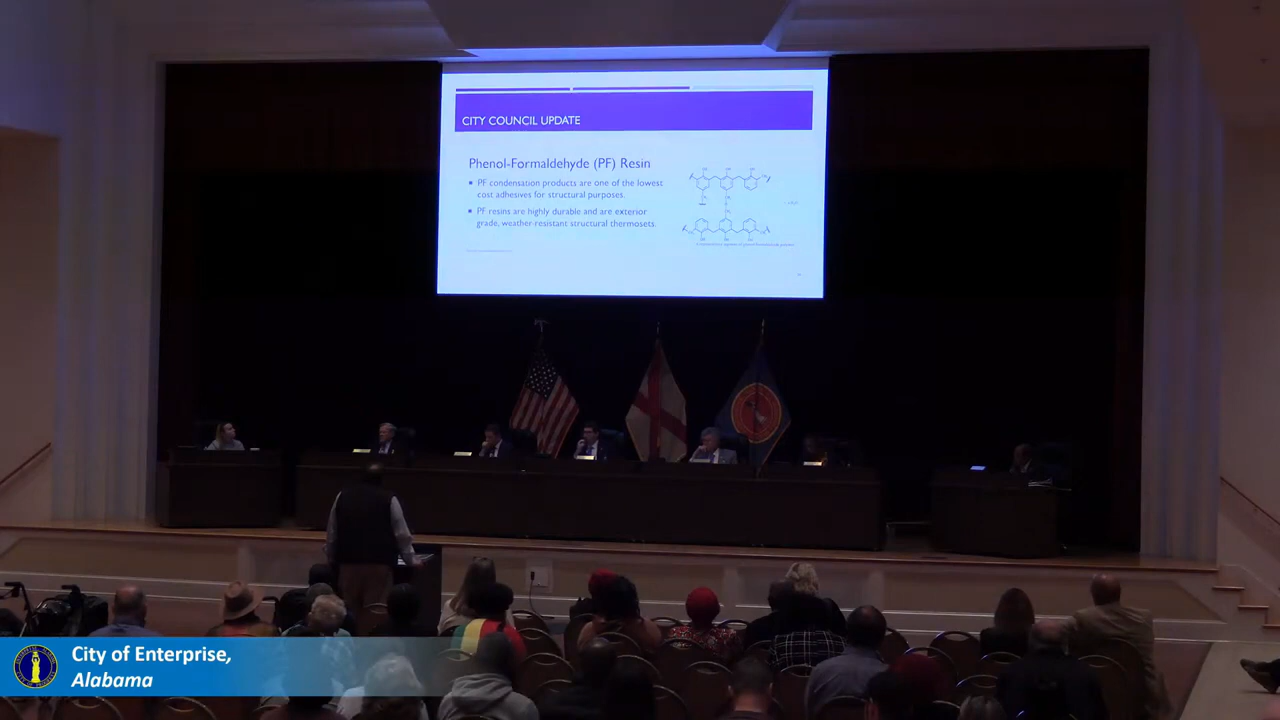 CITY COUNCIL UPDATE
Phenol-Formaldehyde (PF) Resin
PF condensation products are one of the lowest
cost adhesives for structural purposes.
PF resins are highly durable and are exterior
grade, weather-resistant structural thermosets.
City of Enterprise,
Alabama